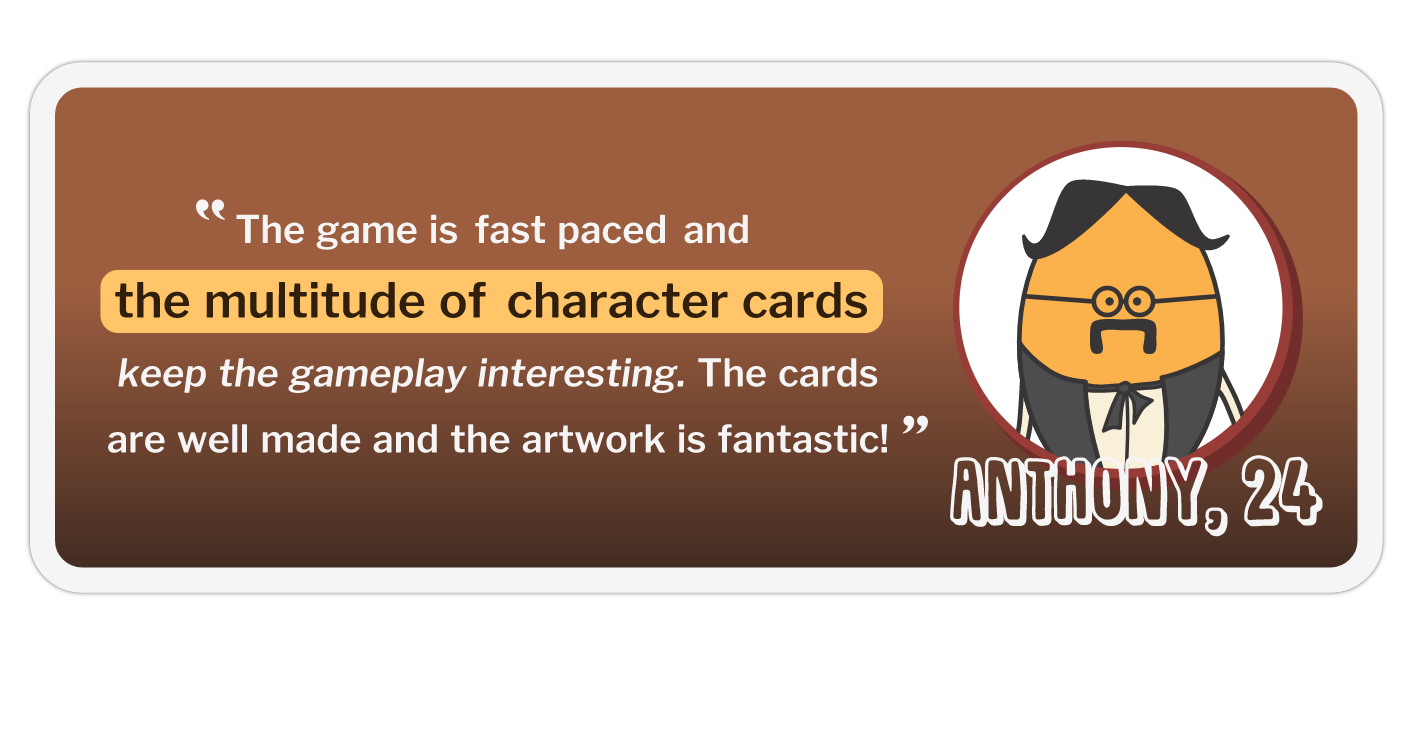 “ The game is fast paced and
the multitude of character cards
keep the gameplay interesting. The cards
are well made and the artwork is fantastic! ”
ANTHONY, 24